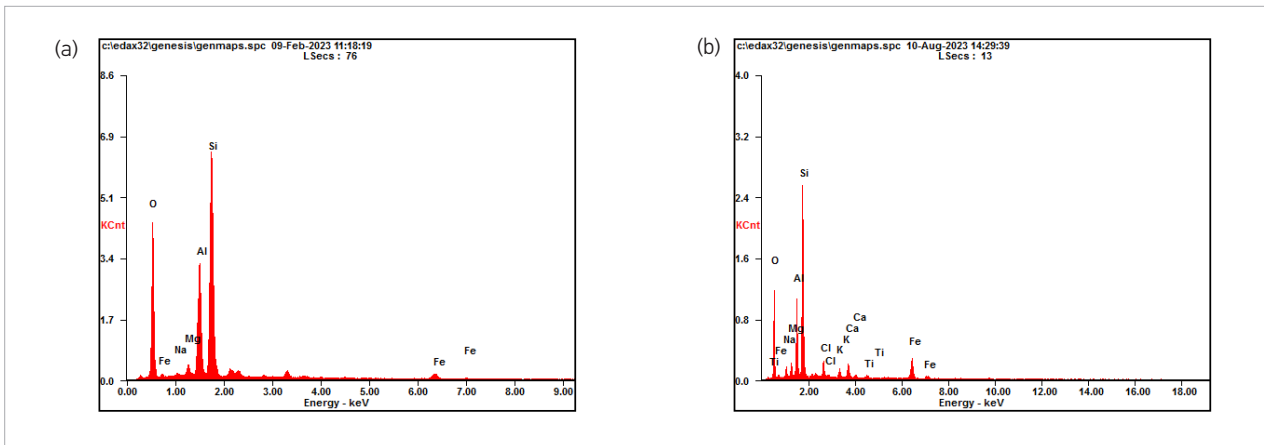 (a)
c:\edax32\genesis\genmaps.spc 09-Feb-2023 11:18:19
LSecs : 76
8.6
6.9
5.1
KCnt
3.4
1.7
0.0
O
Fe
Na
Mg
Al
Si
Fe
Fe
0.00 1.00 2.00 3.00 4.00 5.00 6.00 7.00 8.00 9.00
Energy - keV
(b)
c:\edax32\genesis\genmaps.spc 10-Aug-2023 14:29:39
LSecs : 13
4.0
3.2
2.4
KCnt
1.6
0.8
0.0
O
Ti
Fe
Na
Mg
Al
Si
Cl
Cl
K
K
Ca
Ca
Ti
Ti
Fe
Fe
2.00 4.00 6.00 8.00 10.00 12.00 14.00 16.00 18.00
Energy - keV